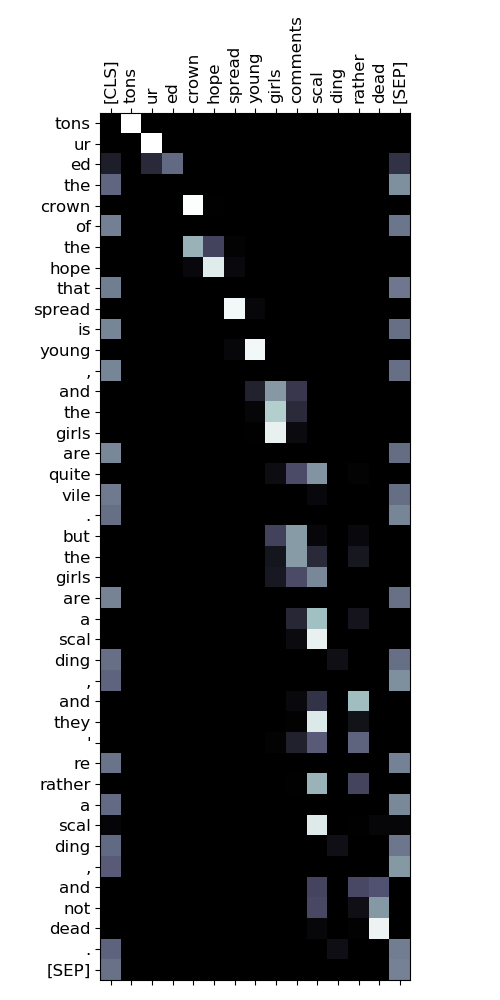 [CLS] tons ur ed crown hope spread young girls comments scal ding rather dead [SEP]
tons
ur
ed
the
crown
of
the
hope
that
spread
is
young
,
and
the
girls
are
quite
vile
.
but
the
girls
are
a
scal
ding
,
and
they
'
re
rather
a
scal
ding
,
and
not
dead
.
[SEP]